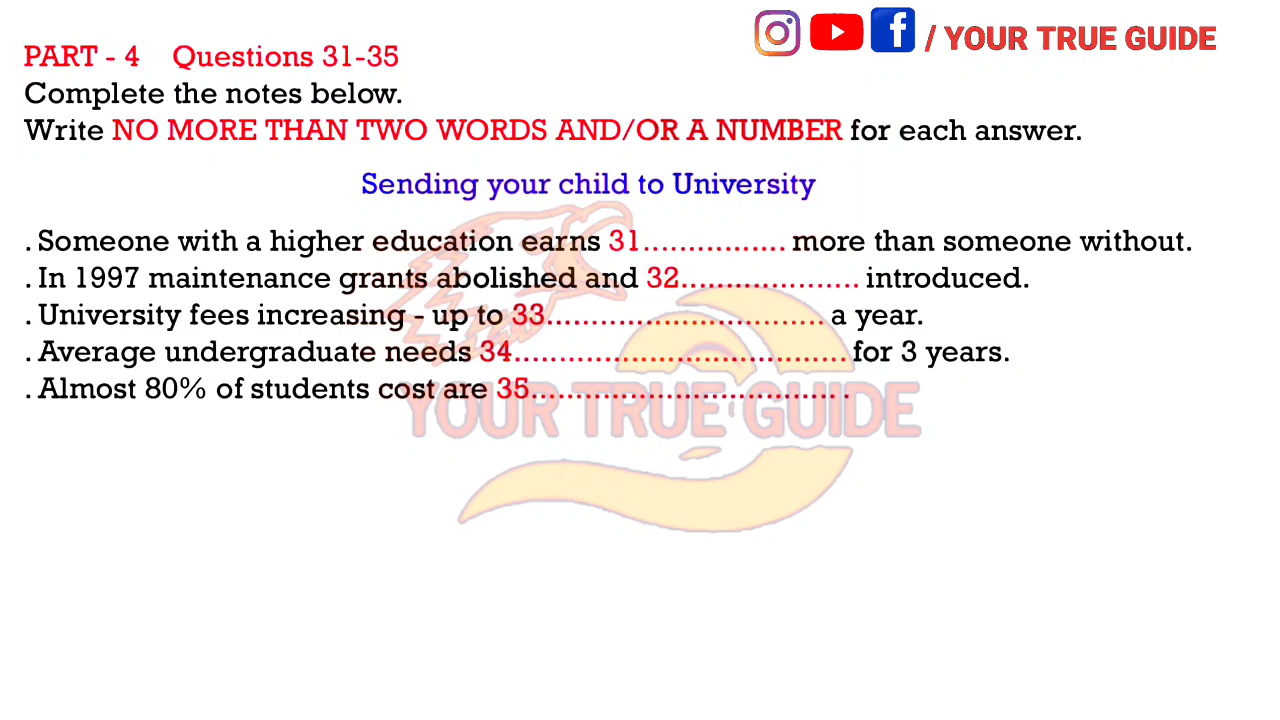 / YOUR TRUE GUIDE
PART - 4 Questions 31-35
Complete the notes below.
Write NO MORE THAN TWO WORDS AND/OR A NUMBER for each answer.
Sending your child to University
. Someone with a higher education earns 31................ more than someone without.
. In 1997 maintenance grants abolished and 32.................... introduced.
. University fees increasing - up to 33............................... a year.
. Average undergraduate needs 34..................................... for 3 years.
. Almost 80% of students cost are 35.................................. .
YOUR TRUE GUIDE